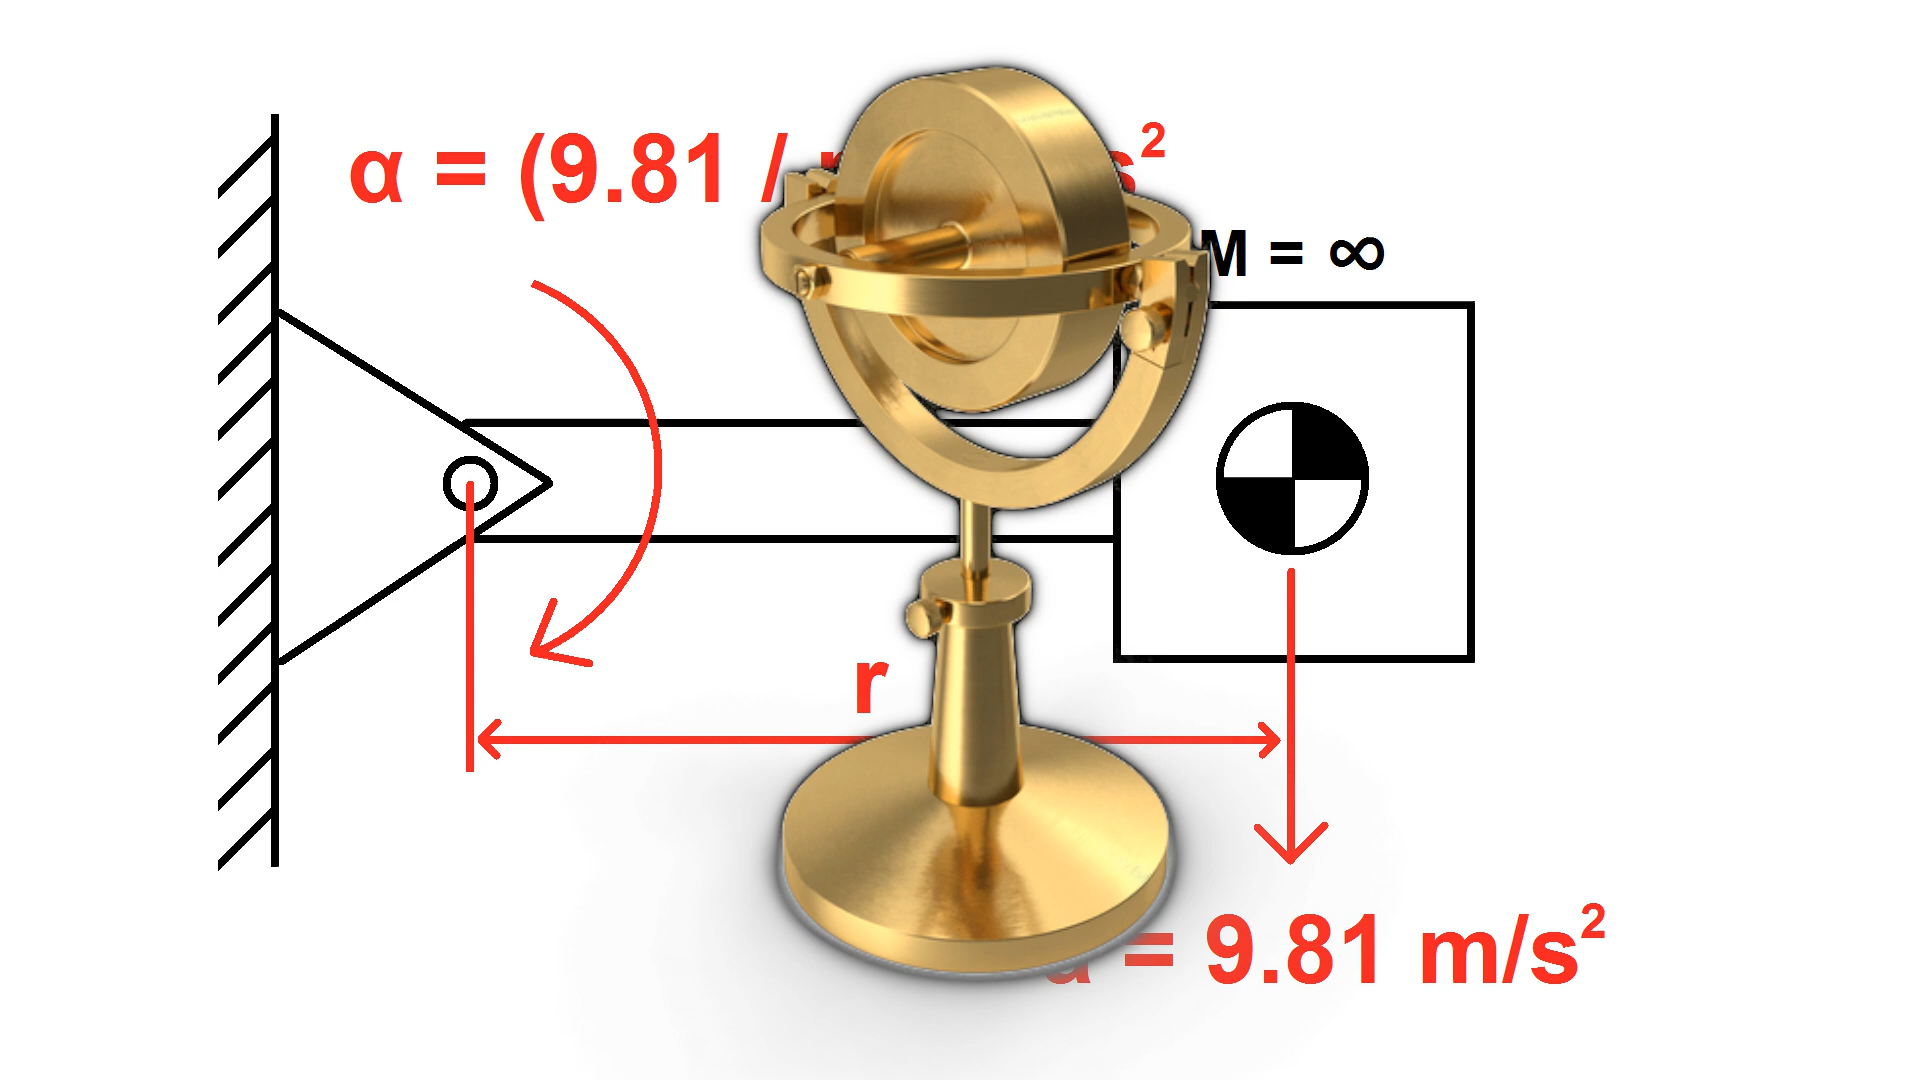 α = (9.81 / s²
M = ∞
r
= 9.81 m/s²